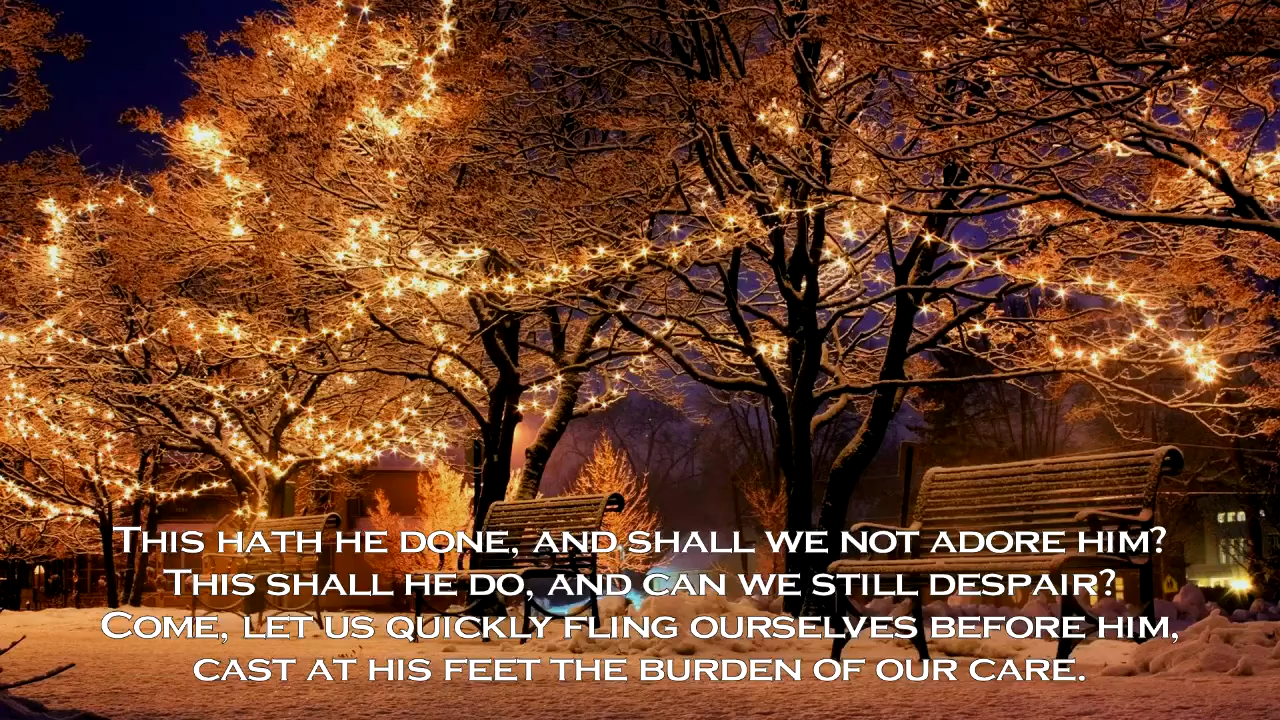 This hath he done, and shall we not adore him?
This shall he do, and can we still despair?
Come, let us quickly fling ourselves before him,
cast at his feet the burden of our care.